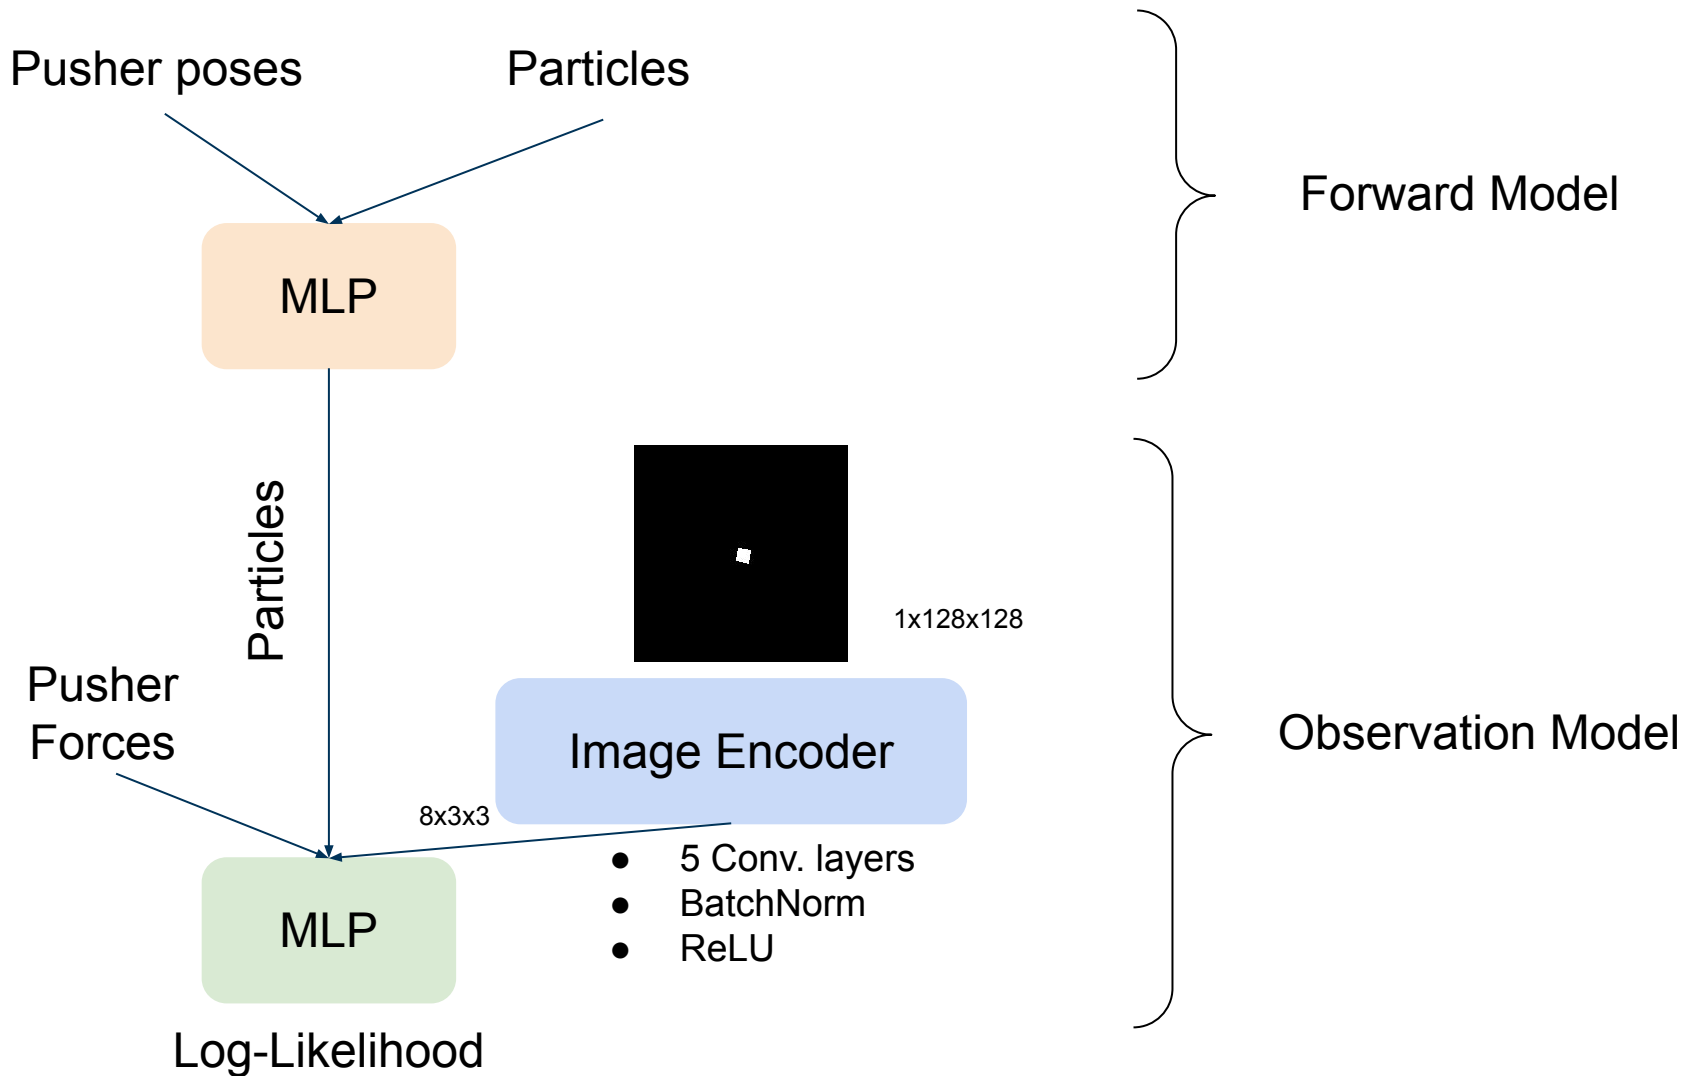 Pusher poses
Particles
Forward Model
MLP
Particles
1x128x128
Pusher
Forces
Image Encoder
Observation Model
8x3x3
● 5 Conv. layers
● BatchNorm
● ReLU
MLP
Log-Likelihood